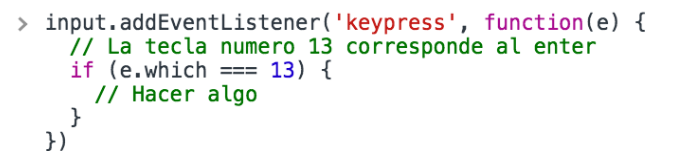 > input.addEventListener('keypress', function(e) {
// La tecla numero 13 corresponde al enter
if (e.which === 13) {
// Hacer algo
}
})